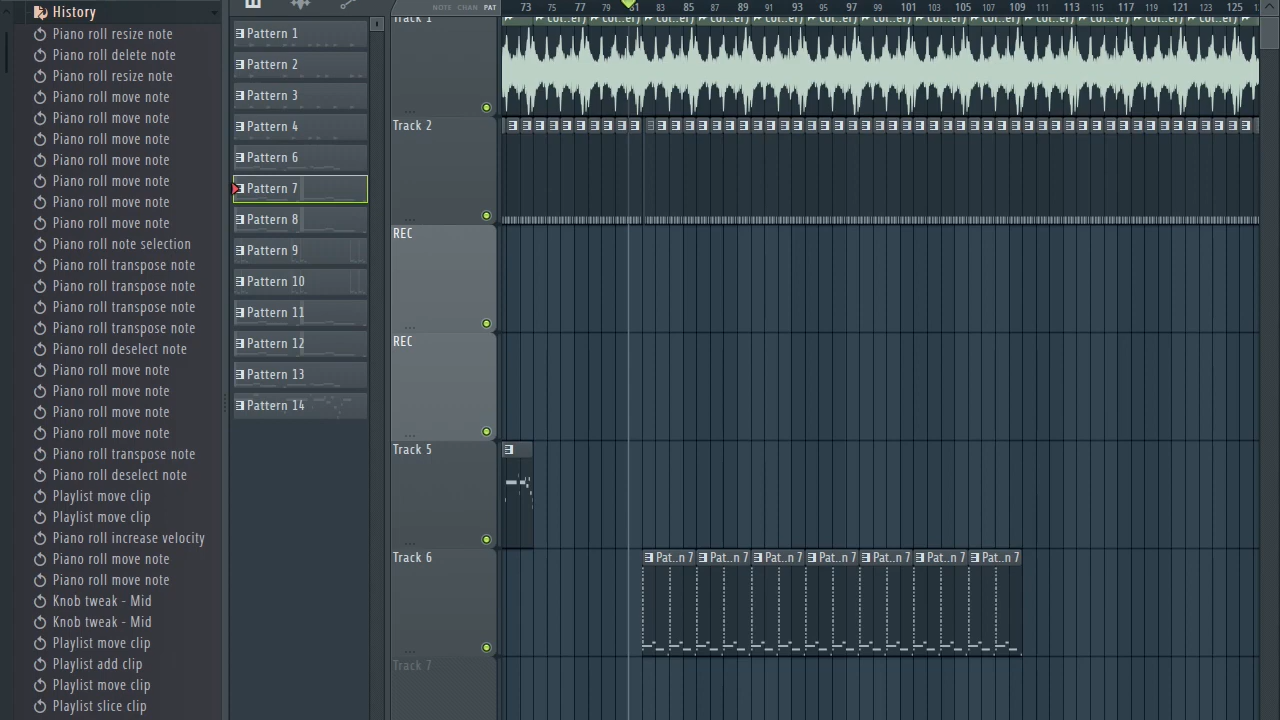 History
Piano roll resize note
Piano roll delete note
Piano roll resize note
Piano roll move note
Piano roll move note
Piano roll move note
Piano roll move note
Piano roll move note
Piano roll move note
Piano roll move note
Piano roll note selection
Piano roll transpose note
Piano roll transpose note
Piano roll transpose note
Piano roll transpose note
Piano roll deselect note
Piano roll move note
Piano roll move note
Piano roll move note
Piano roll move note
Piano roll transpose note
Piano roll deselect note
Playlist move clip
Playlist move clip
Piano roll increase velocity
Piano roll move note
Piano roll move note
Knob tweak - Mid
Knob tweak - Mid
Playlist move clip
Playlist add clip
Playlist move clip
Playlist slice clip
Pattern 1
Pattern 2
Pattern 3
Pattern 4
Pattern 6
Pattern 7
Pattern 8
Pattern 9
Pattern 10
Pattern 11
Pattern 12
Pattern 13
Pattern 14
NOTE CHAN PAT
73 75 77 79 81 83 85 87 89 91 93 95 97 99 101 103 105 107 109 111 113 115 117 119 121 123 125
Track 1
Track 2
REC
REC
Track 5
Track 6
Pat..n 7 Pat..n 7 Pat..n 7 Pat..n 7 Pat..n 7 Pat..n 7 Pat..n 7
Track 7